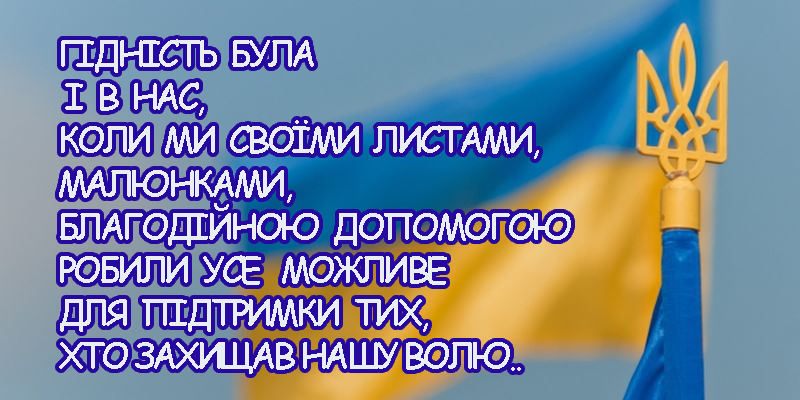 ГІДНІСТЬ БУЛА
І В НАС,
КОЛИ МИ СВОЇМИ ЛИСТАМИ,
МАЛЮНКАМИ,
БЛАГОДІЙНОЮ ДОПОМОГОЮ
РОБИЛИ УСЕ МОЖЛИВЕ
ДЛЯ ПІДТРИМКИ ТИХ,
ХТО ЗАХИЩАВ НАШУ ВОЛЮ..